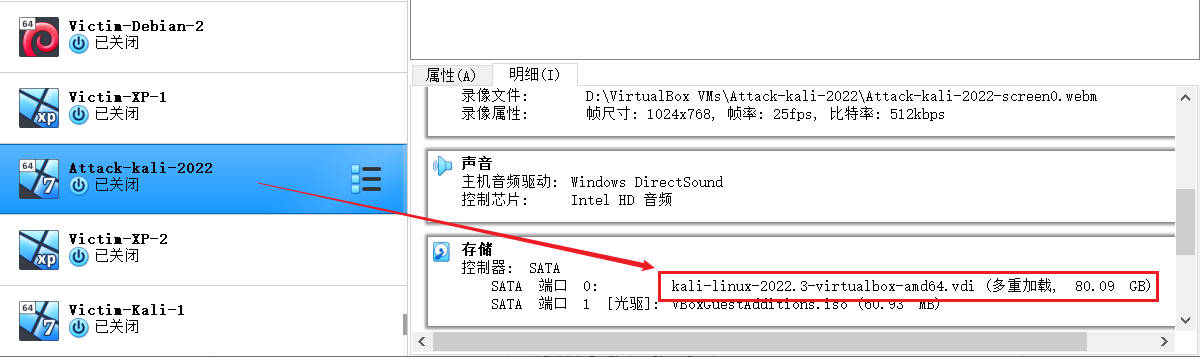 64
Victim-Debian-2
已关闭
xp
Victim-XP-1
已关闭
64
7
Attack-kali-2022
已关闭
xp
Victim-XP-2
已关闭
64
7
Victim-Kali-1
已关闭
属性(A) 明细(I)
录像文件: D:\VirtualBox VMs\Attack-kali-2022\Attack-kali-2022-screen0.webm
录像属性: 帧尺寸: 1024x768, 帧率: 25fps, 比特率: 512kbps
声音
主机音频驱动: Windows DirectSound
控制芯片: Intel HD 音频
存储
控制器: SATA
SATA 端口 0: kali-linux-2022.3-virtualbox-amd64.vdi (多重加载, 80.09 GB)
SATA 端口 1 [光驱]: VBoxGuestAdditions.iso (60.93 MB)